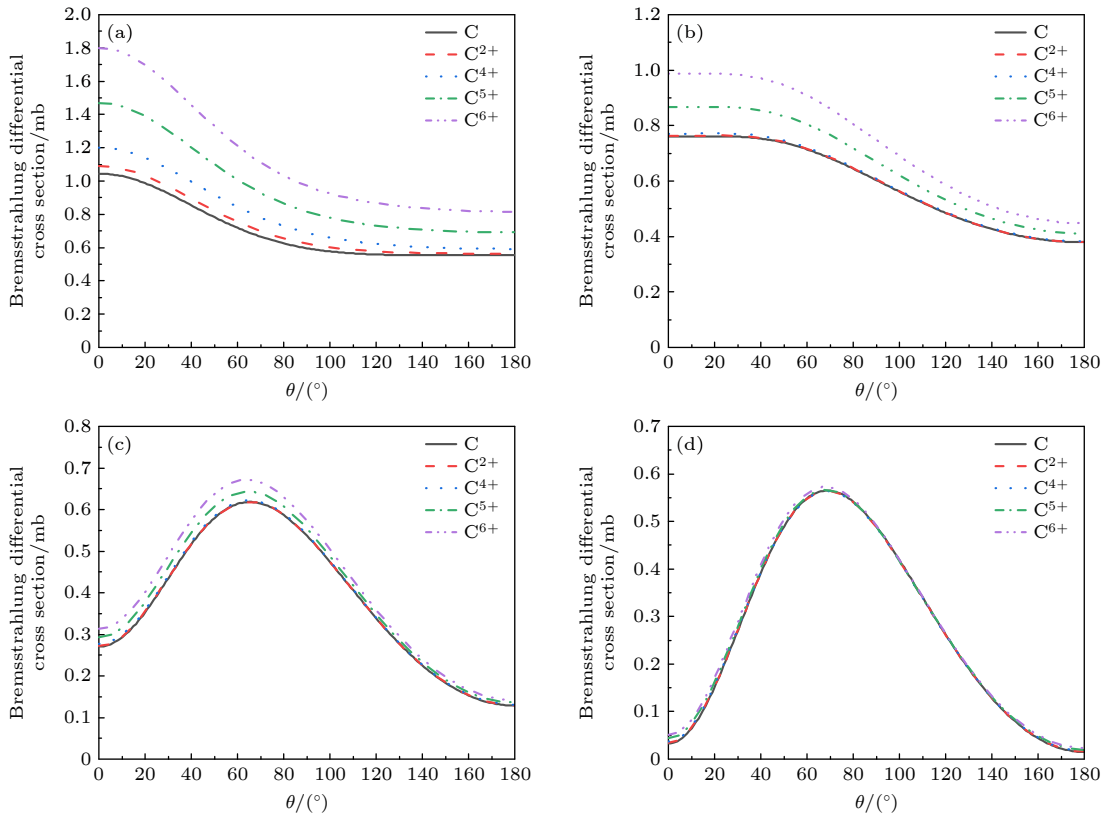 (a)
C
C²⁺
C⁴⁺
C⁵⁺
C⁶⁺
2.0
1.8
1.6
1.4
1.2
1.0
0.8
0.6
0.4
0.2
0
Bremsstrahlung differential
cross section/mb
0 20 40 60 80 100 120 140 160 180
θ/(°)
(b)
C
C²⁺
C⁴⁺
C⁵⁺
C⁶⁺
1.2
1.0
0.8
0.6
0.4
0.2
0
Bremsstrahlung differential
cross section/mb
0 20 40 60 80 100 120 140 160 180
θ/(°)
(c)
C
C²⁺
C⁴⁺
C⁵⁺
C⁶⁺
0.8
0.7
0.6
0.5
0.4
0.3
0.2
0.1
0
Bremsstrahlung differential
cross section/mb
0 20 40 60 80 100 120 140 160 180
θ/(°)
(d)
C
C²⁺
C⁴⁺
C⁵⁺
C⁶⁺
0.7
0.6
0.5
0.4
0.3
0.2
0.1
0
Bremsstrahlung differential
cross section/mb
0 20 40 60 80 100 120 140 160 180
θ/(°)